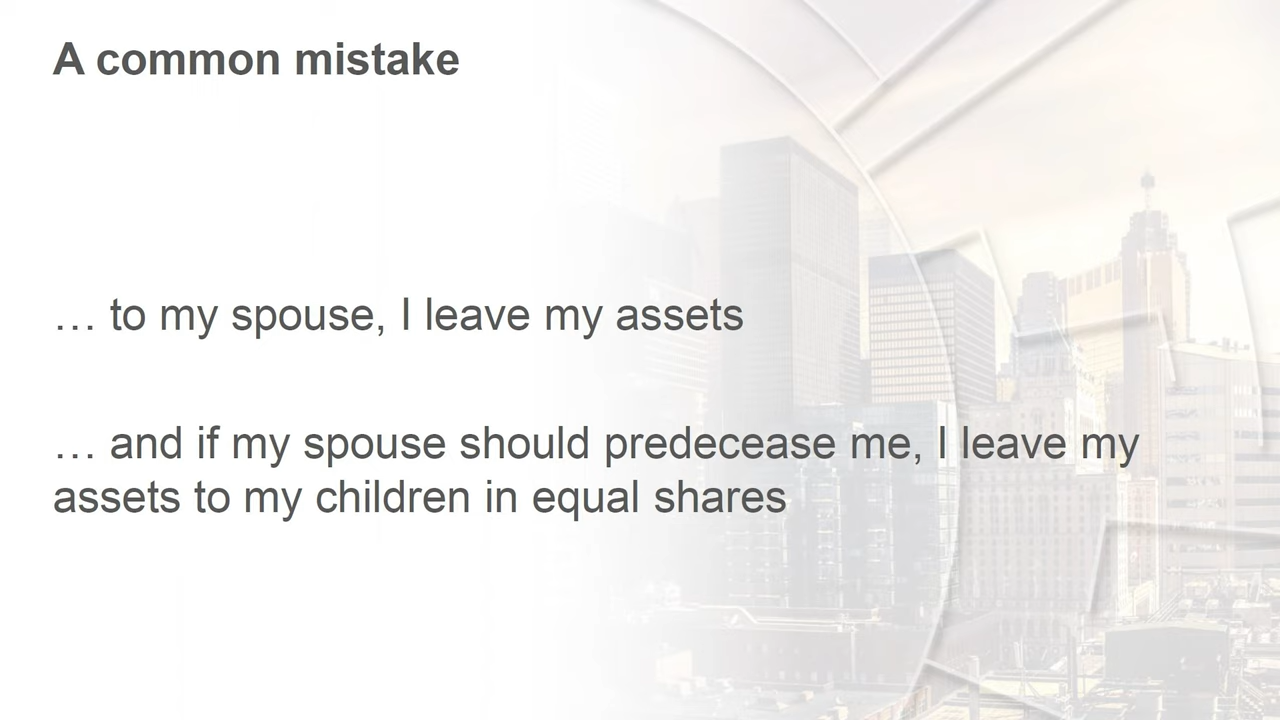 A common mistake
… to my spouse, I leave my assets
… and if my spouse should predecease me, I leave my
assets to my children in equal shares